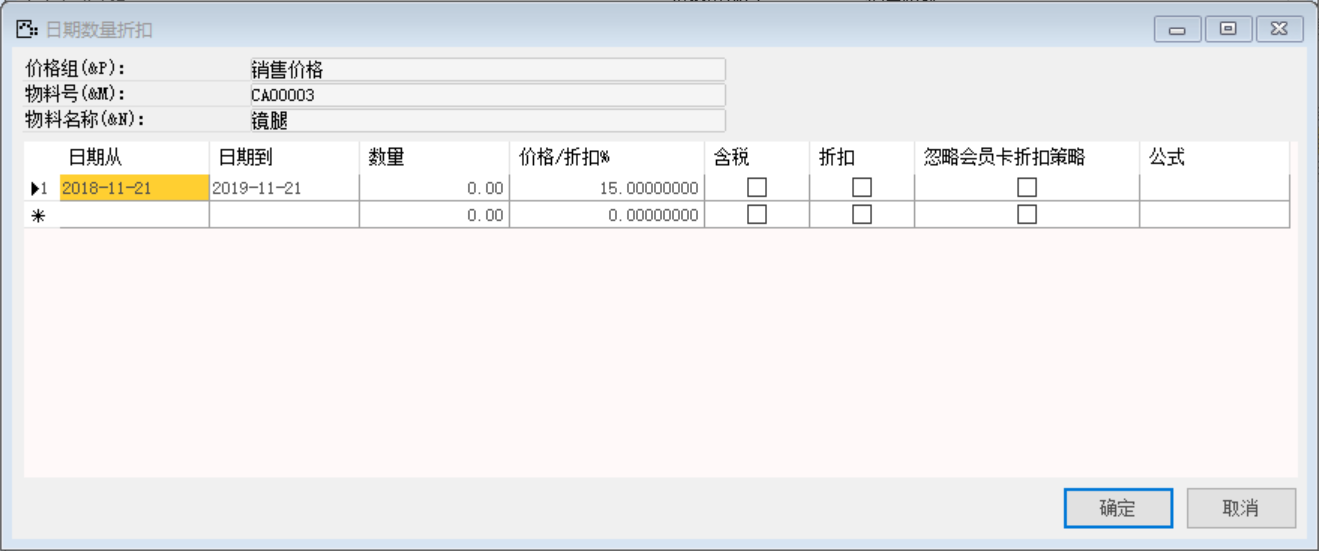 日期数量折扣
价格组(&P): 销售价格
物料号(&M): CA00003
物料名称(&N): 镜腿
日期从 日期到 数量 价格/折扣% 含税 折扣 忽略会员卡折扣策略 公式
1 2018-11-21 2019-11-21 0.00 15.00000000
0.00 0.00000000
确定 取消